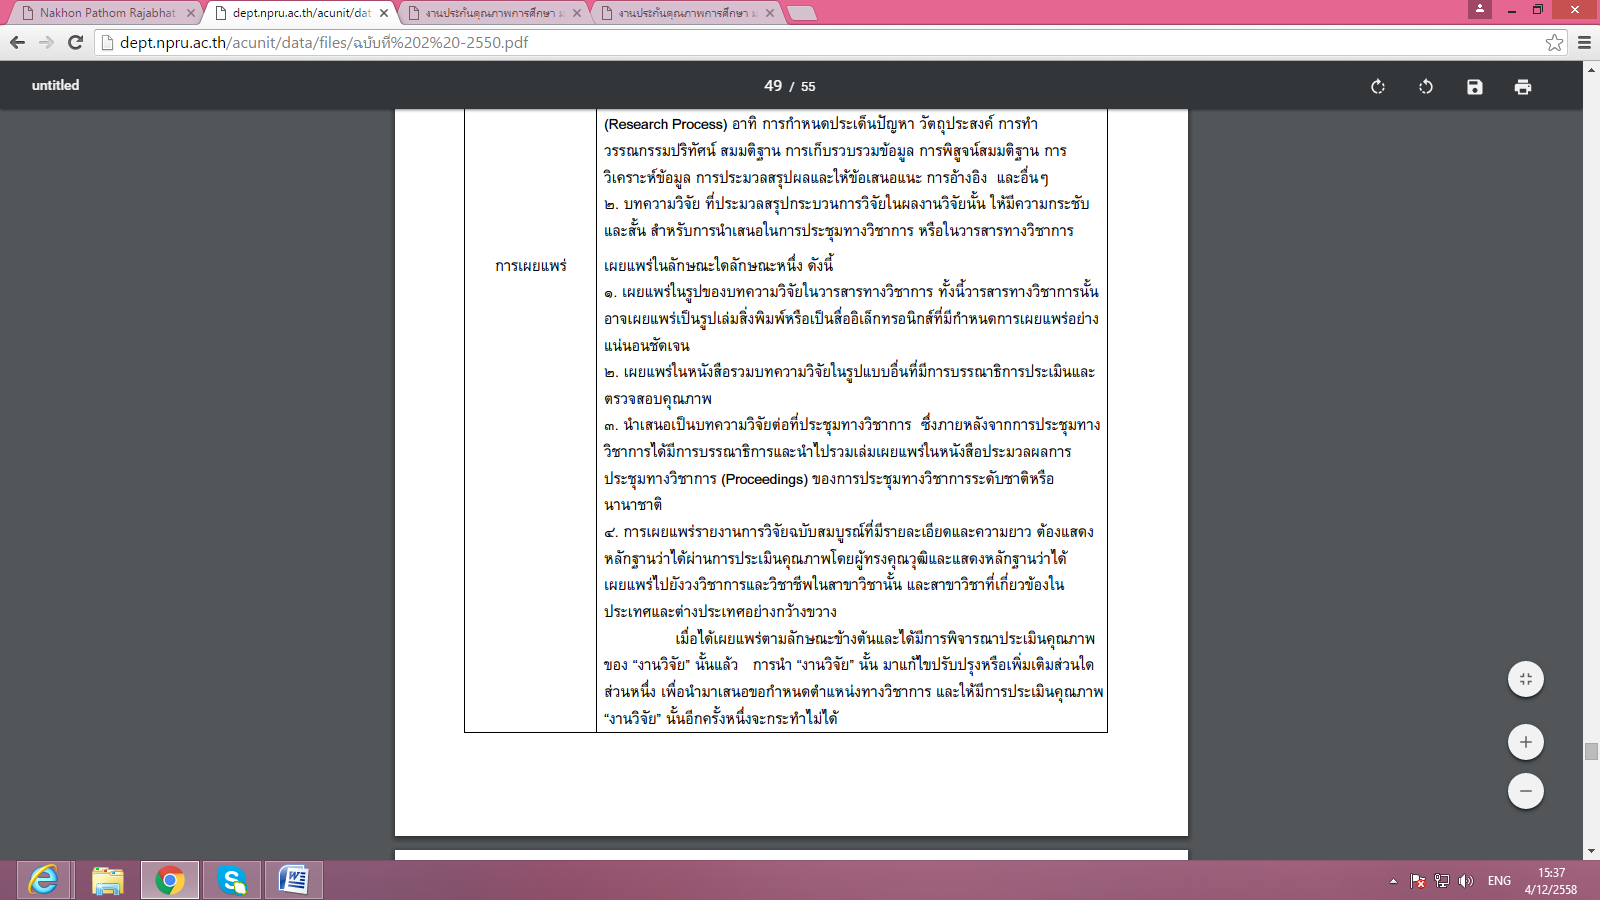 Nakhon Pathom Rajabhat
dept.npru.ac.th/acunit/dat
งานประกันคุณภาพการศึกษา ม
งานประกันคุณภาพการศึกษา ม
dept.npru.ac.th/acunit/data/files/ฉบับที่%202%20-2550.pdf
untitled
49 / 55
(Research Process) อาทิ การกำหนดประเด็นปัญหา วัตถุประสงค์ การทำ
วรรณกรรมปริทัศน์ สมมติฐาน การเก็บรวบรวมข้อมูล การพิสูจน์สมมติฐาน การ
วิเคราะห์ข้อมูล การประมวลสรุปผลและให้ข้อเสนอแนะ การอ้างอิง และอื่นๆ
๒. บทความวิจัย ที่ประมวลสรุปกระบวนการวิจัยในผลงานวิจัยนั้น ให้มีความกระชับ
และสั้น สำหรับการนำเสนอในการประชุมทางวิชาการ หรือในวารสารทางวิชาการ
การเผยแพร่
เผยแพร่ในลักษณะใดลักษณะหนึ่ง ดังนี้
๑. เผยแพร่ในรูปของบทความวิจัยในวารสารทางวิชาการ ทั้งนี้วารสารทางวิชาการนั้น
อาจเผยแพร่เป็นรูปเล่มสิ่งพิมพ์หรือเป็นสื่ออิเล็กทรอนิกส์ที่มีกำหนดการเผยแพร่อย่าง
แน่นอนชัดเจน
๒. เผยแพร่ในหนังสือรวมบทความวิจัยในรูปแบบอื่นที่มีการบรรณาธิการประเมินและ
ตรวจสอบคุณภาพ
๓. นำเสนอเป็นบทความวิจัยต่อที่ประชุมทางวิชาการ ซึ่งภายหลังจากการประชุมทาง
วิชาการได้มีการบรรณาธิการและนำไปรวมเล่มเผยแพร่ในหนังสือประมวลผลการ
ประชุมทางวิชาการ (Proceedings) ของการประชุมทางวิชาการระดับชาติหรือ
นานาชาติ
๔. การเผยแพร่รายงานการวิจัยฉบับสมบูรณ์ที่มีรายละเอียดและความยาว ต้องแสดง
หลักฐานว่าได้ผ่านการประเมินคุณภาพโดยผู้ทรงคุณวุฒิและแสดงหลักฐานว่าได้
เผยแพร่ไปยังวงวิชาการและวิชาชีพในสาขาวิชานั้น และสาขาวิชาที่เกี่ยวข้องใน
ประเทศและต่างประเทศอย่างกว้างขวาง
เมื่อได้เผยแพร่ตามลักษณะข้างต้นและได้มีการพิจารณาประเมินคุณภาพ
ของ “งานวิจัย” นั้นแล้ว การนำ “งานวิจัย” นั้น มาแก้ไขปรับปรุงหรือเพิ่มเติมส่วนใด
ส่วนหนึ่ง เพื่อนำมาเสนอขอกำหนดตำแหน่งทางวิชาการ และให้มีการประเมินคุณภาพ
“งานวิจัย” นั้นอีกครั้งหนึ่งจะกระทำไม่ได้
ENG
15:37
4/12/2558